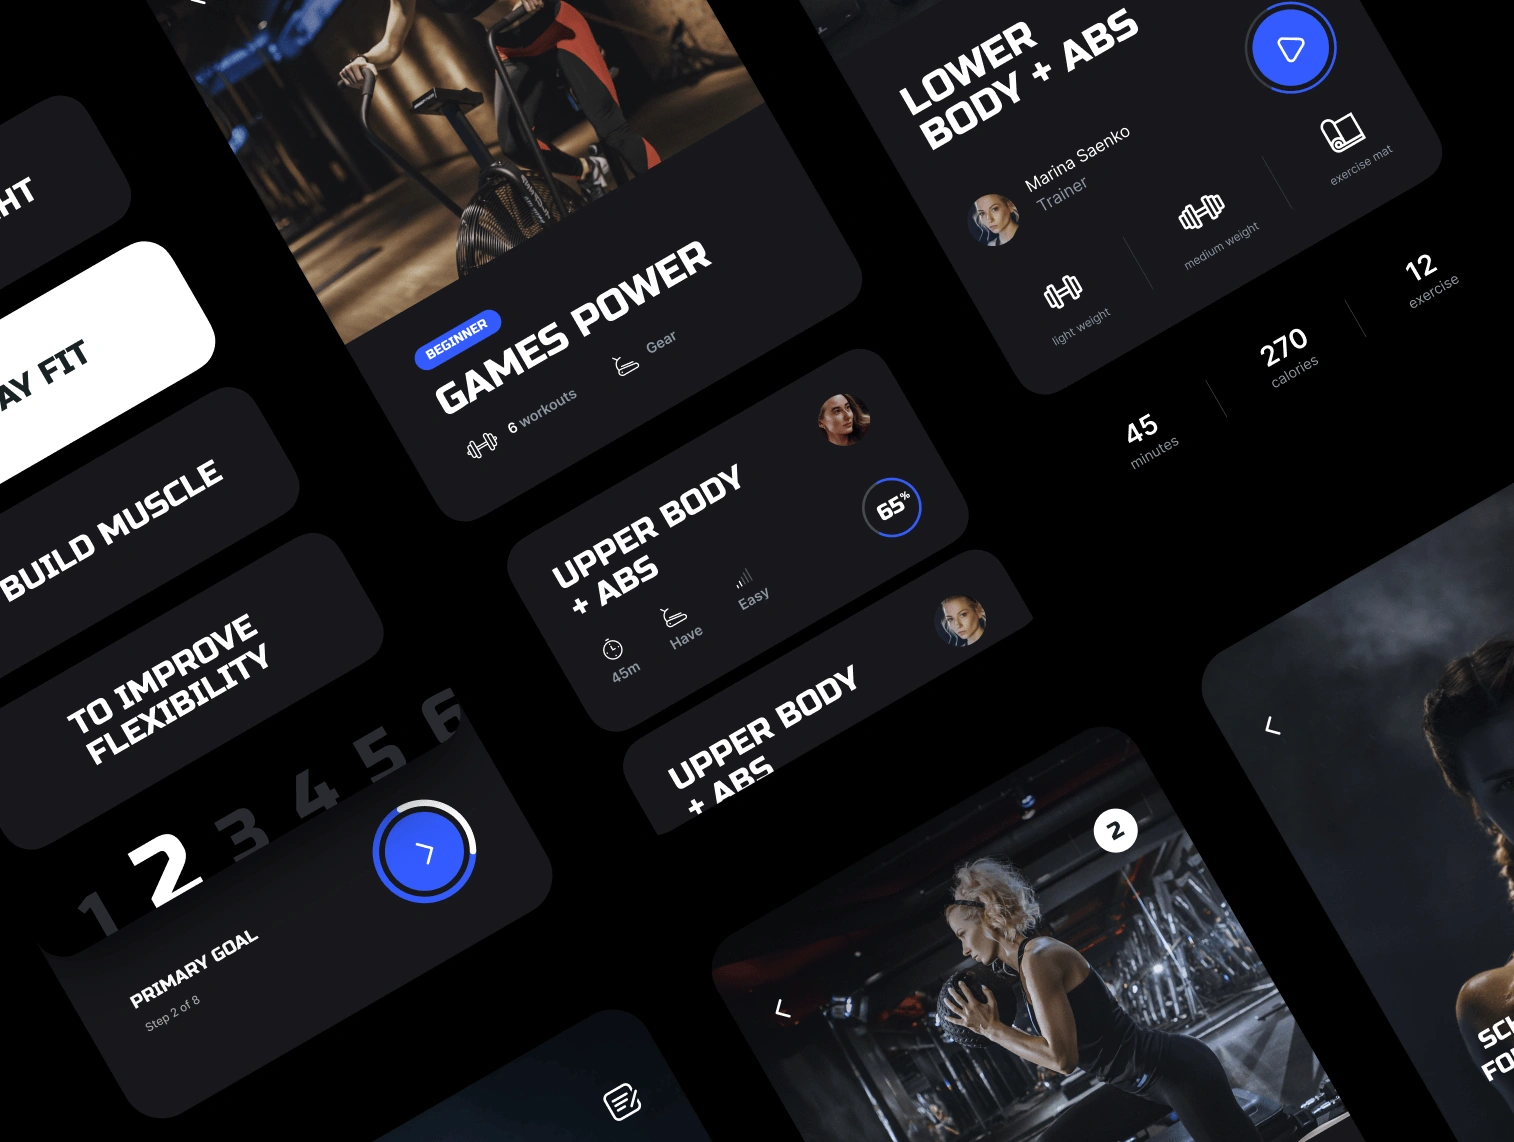 AY FIT
BUILD MUSCLE
TO IMPROVE
FLEXIBILITY
1 2 3 4 5 6
PRIMARY GOAL
Step 2 of 8
BEGINNER
GAMES POWER
6 workouts
Gear
UPPER BODY
+ ABS
65%
45m
Have
Easy
UPPER BODY
+ ABS
LOWER
BODY + ABS
Marina Saenko
Trainer
light weight
medium weight
exercise mat
45
minutes
270
calories
12
exercise
2